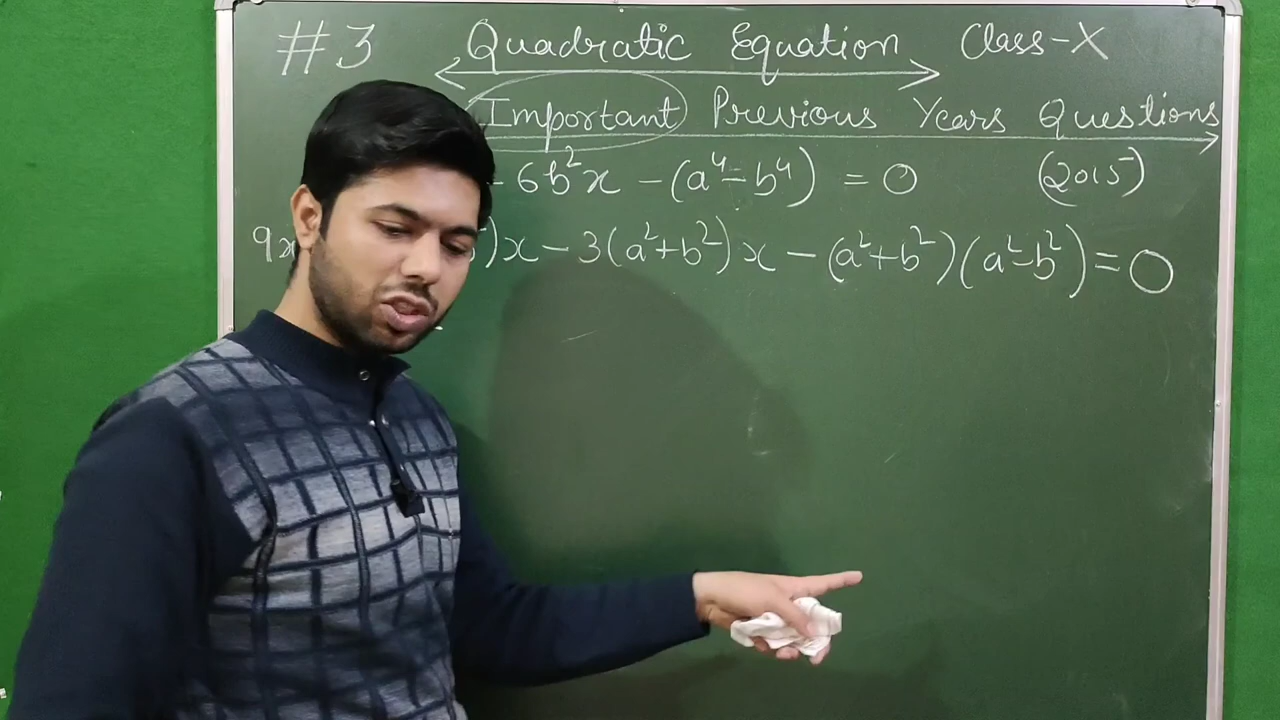 #3 Quadratic Equation Class-X
Important Previous Years Questions
- 6b²x - (a⁴-b⁴) = 0 (2015)
9x )x - 3(a²+b²)x - (a²+b²)(a²-b²) = 0